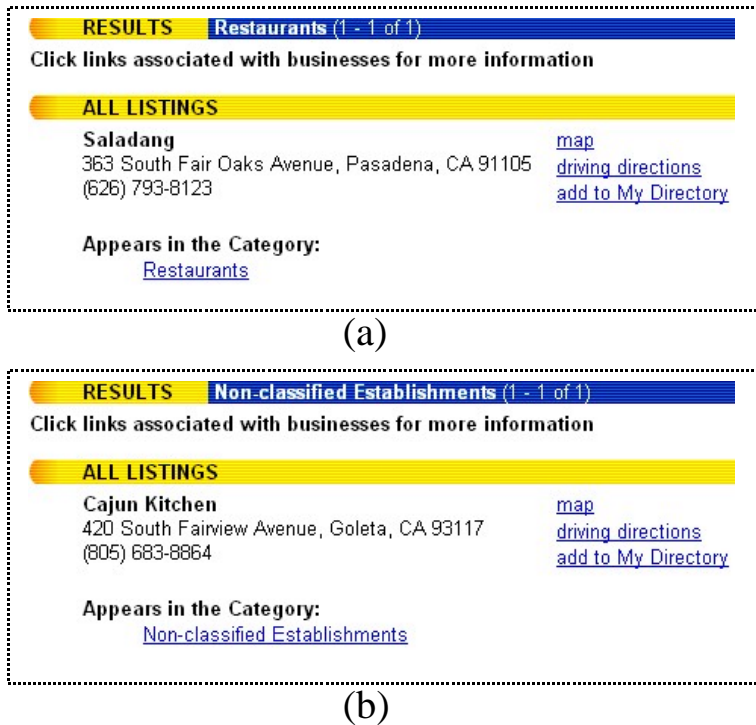 RESULTS Restaurants (1 - 1 of 1)
Click links associated with businesses for more information
ALL LISTINGS
Saladang map
363 South Fair Oaks Avenue, Pasadena, CA 91105 driving directions
(626) 793-8123 add to My Directory
Appears in the Category:
Restaurants
(a)
RESULTS Non-classified Establishments (1 - 1 of 1)
Click links associated with businesses for more information
ALL LISTINGS
Cajun Kitchen map
420 South Fairview Avenue, Goleta, CA 93117 driving directions
(805) 683-8864 add to My Directory
Appears in the Category:
Non-classified Establishments
(b)